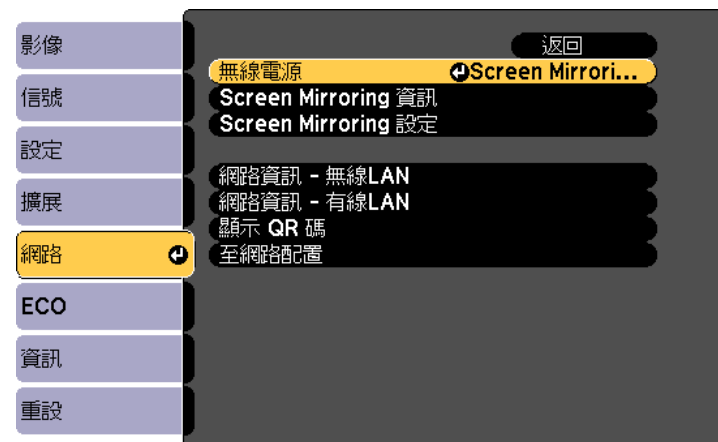 影像
信號
設定
擴展
網路
ECO
資訊
重設
返回
無線電源 Screen Mirrori...
Screen Mirroring 資訊
Screen Mirroring 設定
網路資訊 - 無線LAN
網路資訊 - 有線LAN
顯示 QR 碼
至網路配置